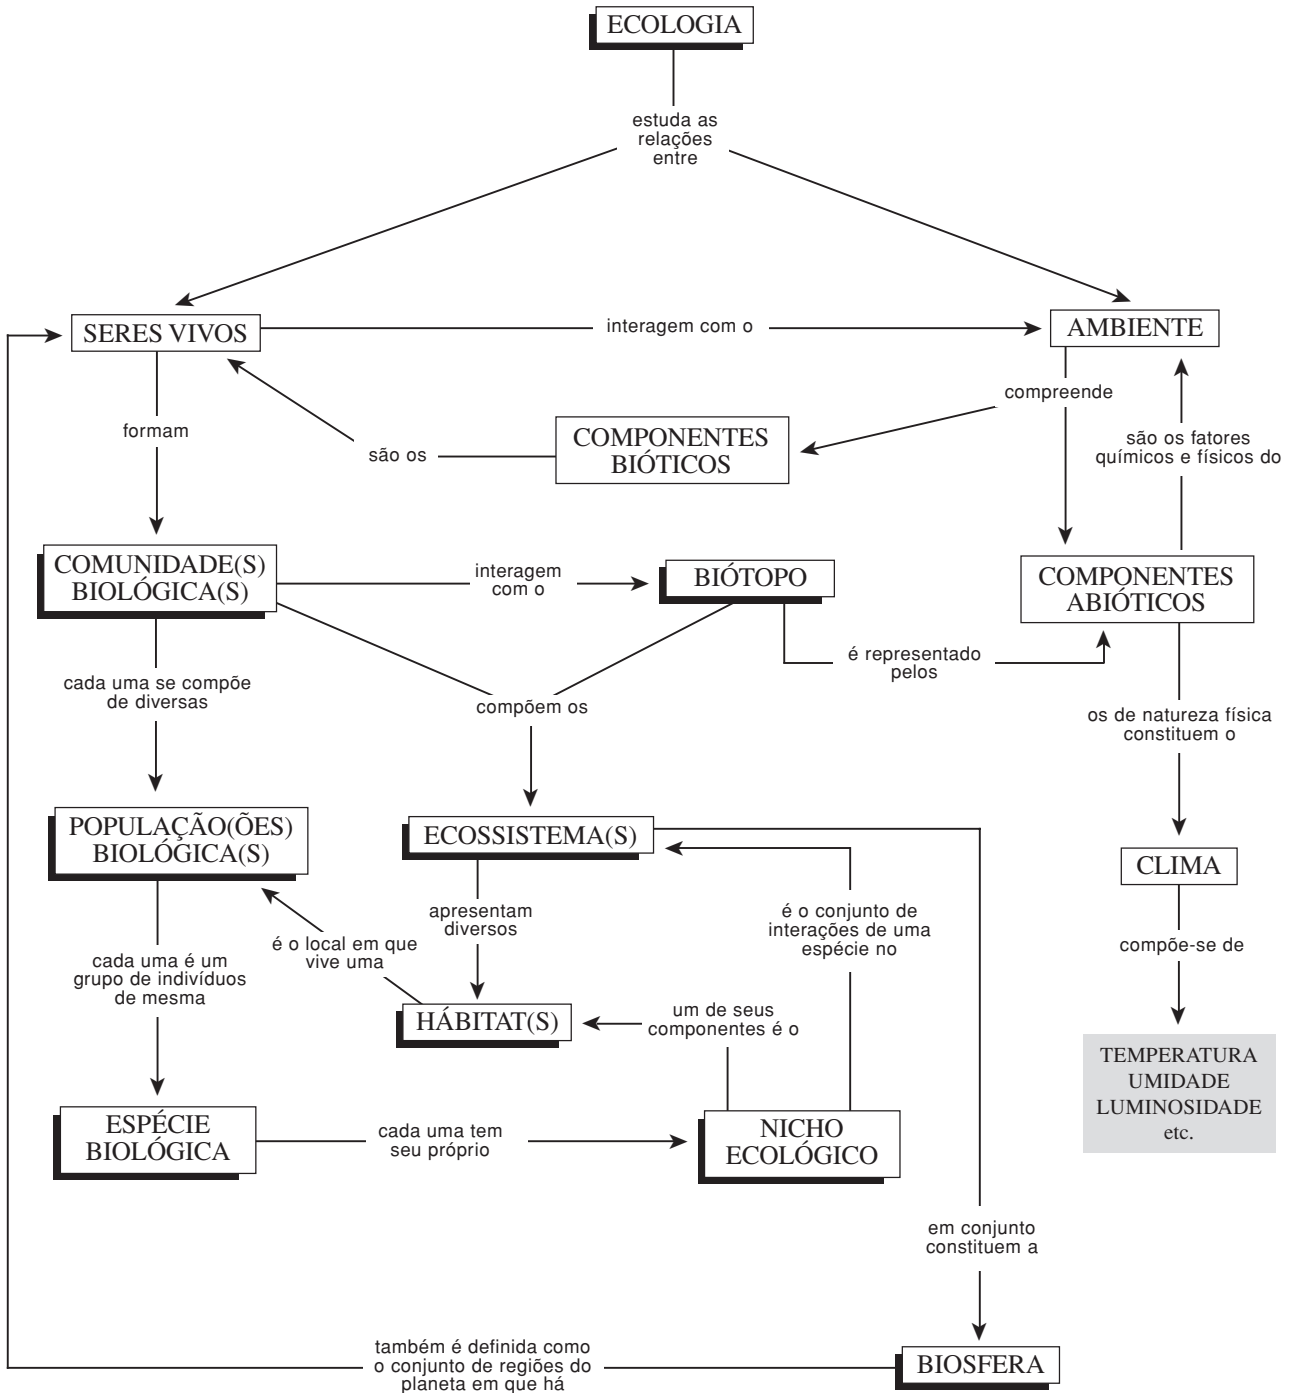 ECOLOGIA
estuda as
relações
entre
SERES VIVOS
interagem com o
AMBIENTE
compreende
formam
COMPONENTES
BIÓTICOS
são os
são os fatores
químicos e físicos do
COMUNIDADE(S)
BIOLÓGICA(S)
interagem
com o
BIÓTOPO
COMPONENTES
ABIÓTICOS
é representado
pelos
cada uma se compõe
de diversas
compõem os
os de natureza física
constituem o
POPULAÇÃO(ÕES)
BIOLÓGICA(S)
ECOSSISTEMA(S)
CLIMA
apresentam
diversos
é o conjunto de
interações de uma
espécie no
é o local em que
vive uma
compõe-se de
cada uma é um
grupo de indivíduos
de mesma
HÁBITAT(S)
um de seus
componentes é o
TEMPERATURA
UMIDADE
LUMINOSIDADE
etc.
ESPÉCIE
BIOLÓGICA
cada uma tem
seu próprio
NICHO
ECOLÓGICO
em conjunto
constituem a
também é definida como
o conjunto de regiões do
planeta em que há
BIOSFERA